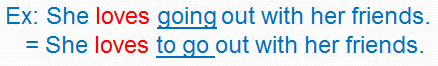 Ex: She loves going out with her friends.
= She loves to go out with her friends.